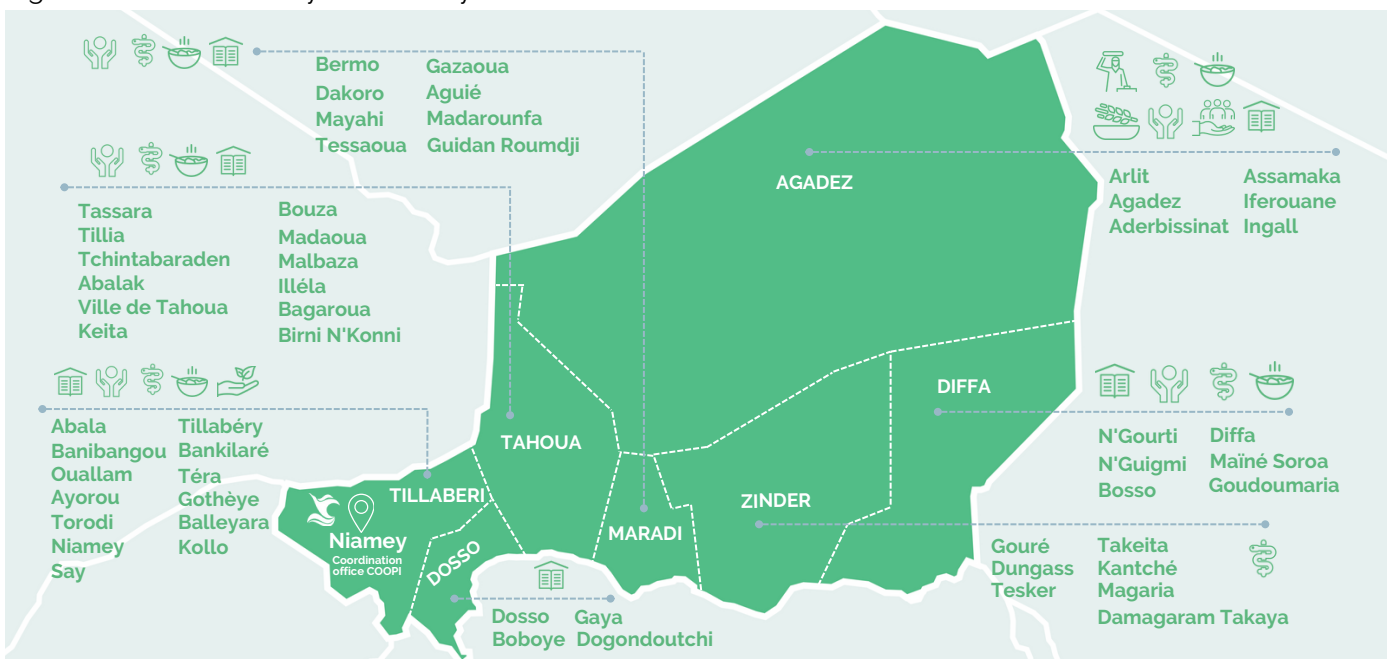 Bermo
Dakoro
Mayahi
Tessaoua
Gazaoua
Aguié
Madarounfa
Guidan Roumdji
Tassara
Tillia
Tchintabaraden
Abalak
Ville de Tahoua
Keita
Bouza
Madaoua
Malbaza
Illéla
Bagaroua
Birni N'Konni
Abala
Banibangou
Ouallam
Ayorou
Torodi
Niamey
Say
Tillabéry
Bankilaré
Téra
Gothèye
Balleyara
Kollo
AGADEZ
Arlit
Agadez
Aderbissinat
Assamaka
Iferouane
Ingall
DIFFA
N'Gourti
N'Guigmi
Bosso
Diffa
Maïné Soroa
Goudoumaria
TAHOUA
TILLABERI
ZINDER
MARADI
Niamey
Coordination
office COOPI
DOSSO
Dosso
Boboye
Gaya
Dogondoutchi
Gouré
Dungass
Tesker
Takeita
Kantché
Magaria
Damagaram Takaya